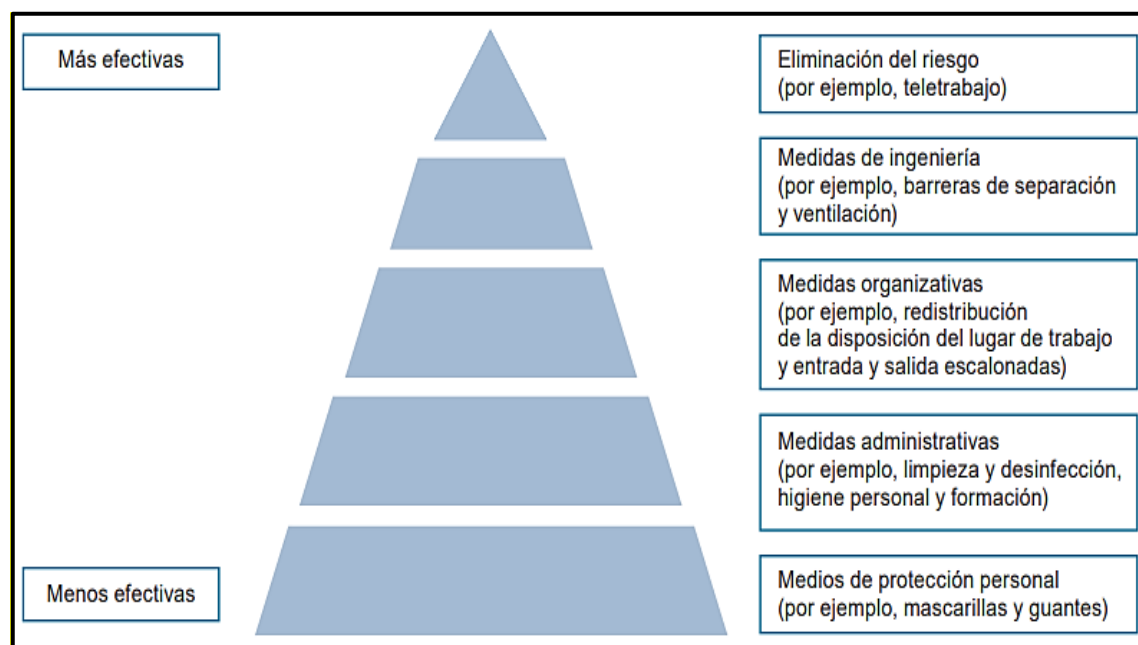 Más efectivas
Eliminación del riesgo
(por ejemplo, teletrabajo)
Medidas de ingeniería
(por ejemplo, barreras de separación
y ventilación)
Medidas organizativas
(por ejemplo, redistribución
de la disposición del lugar de trabajo
y entrada y salida escalonadas)
Medidas administrativas
(por ejemplo, limpieza y desinfección,
higiene personal y formación)
Menos efectivas
Medios de protección personal
(por ejemplo, mascarillas y guantes)